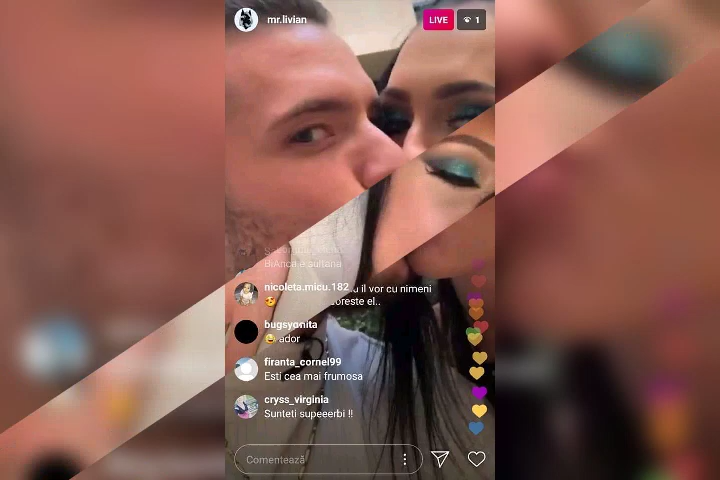 mr.livian
LIVE
1
BiAnca e sultana
nicoleta.micu.182
u il vor cu nimeni
oreste el..
bugsyonita
ador
firanta_cornel99
Esti cea mai frumosa
cryss_virginia
Sunteti supeeerbi !!
Comentează